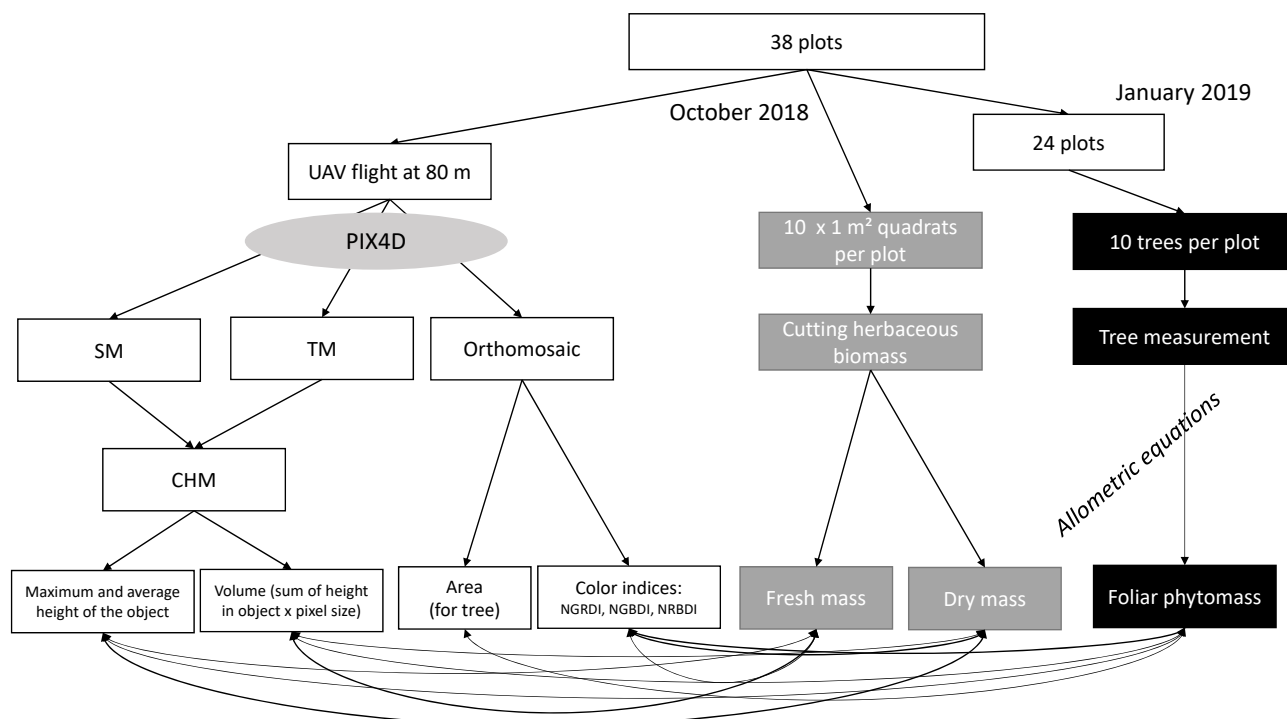 38 plots
October 2018
January 2019
24 plots
UAV flight at 80 m
PIX4D
10 x 1 m² quadrats
per plot
10 trees per plot
SM
TM
Orthomosaic
Cutting herbaceous
biomass
Tree measurement
Allometric equations
CHM
Maximum and average
height of the object
Volume (sum of height
in object x pixel size)
Area
(for tree)
Color indices:
NGRDI, NGBDI, NRBDI
Fresh mass
Dry mass
Foliar phytomass